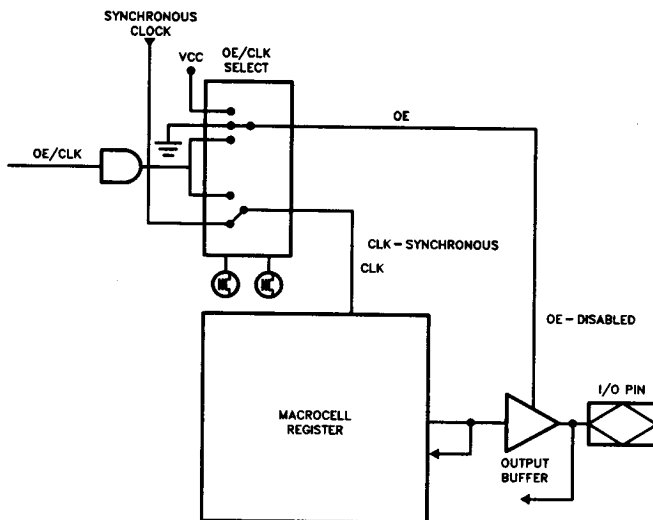 SYNCHRONOUS
CLOCK
VCC
OE/CLK
SELECT
OE
OE/CLK
CLK-SYNCHRONOUS
CLK
OE-DISABLED
I/O PIN
MACROCELL
REGISTER
OUTPUT
BUFFER